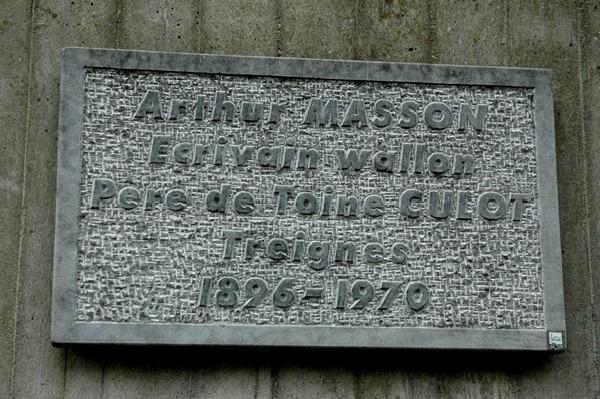 Arthur MASSON
Ecrivain wallon
Père de Toine CULOT
Treignes
1896 - 1970